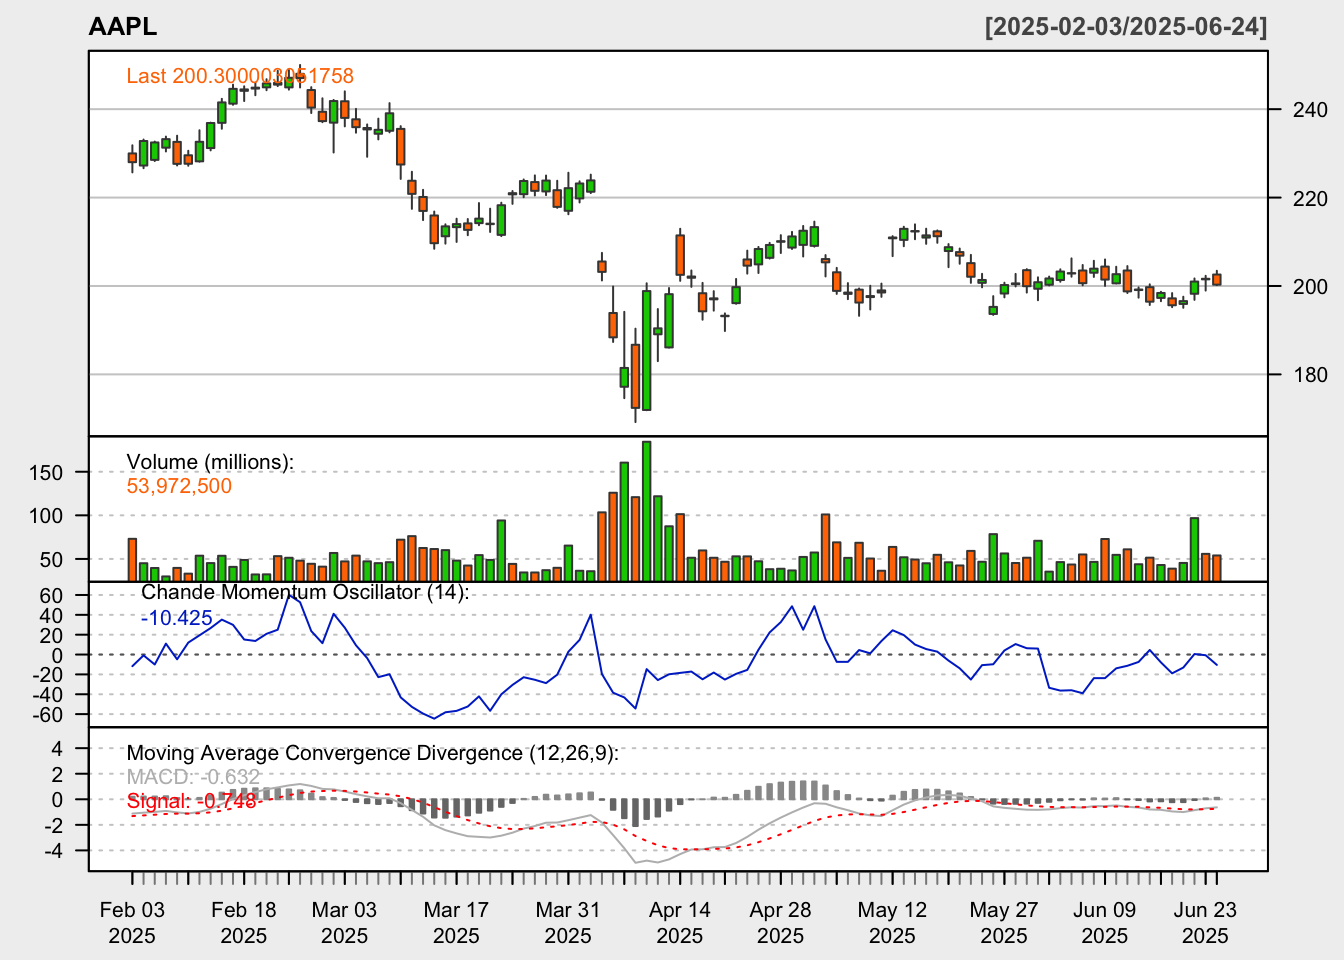 AAPL
[2025-02-03/2025-06-24]
Last 200.300003051758
240
220
200
180
Volume (millions):
53,972,500
150
100
50
Chande Momentum Oscillator (14):
-10.425
60
40
20
0
-20
-40
-60
Moving Average Convergence Divergence (12,26,9):
MACD: -0.632
Signal: -0.748
4
2
0
-2
-4
Feb 03 2025
Feb 18 2025
Mar 03 2025
Mar 17 2025
Mar 31 2025
Apr 14 2025
Apr 28 2025
May 12 2025
May 27 2025
Jun 09 2025
Jun 23 2025